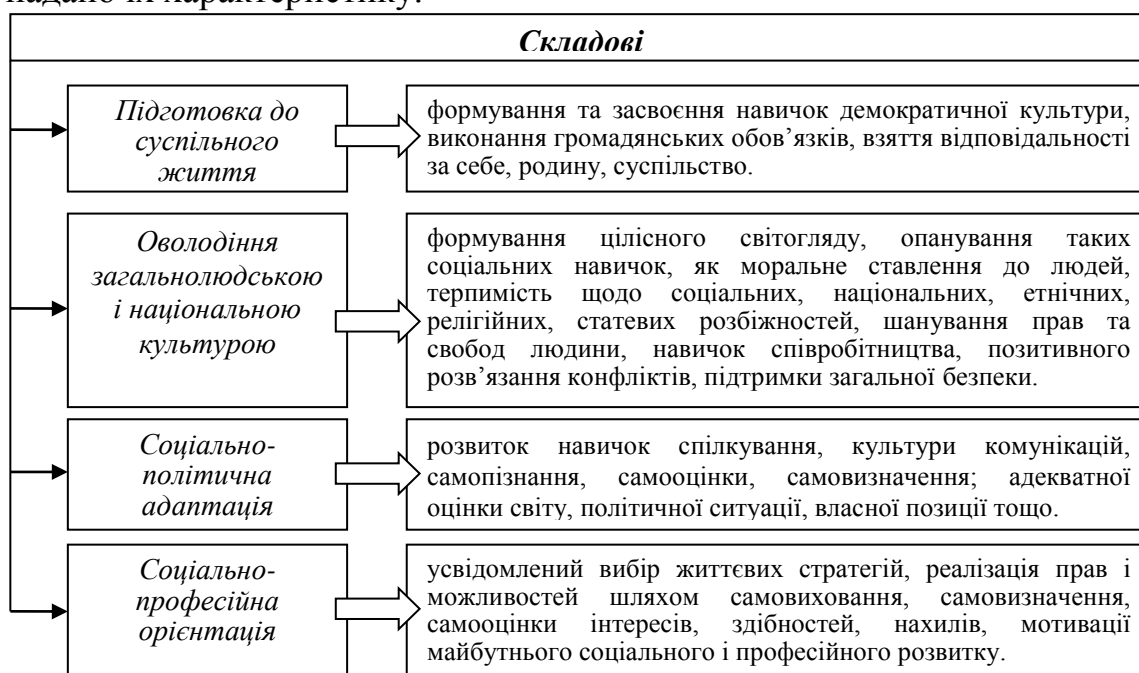 надано їх характеристику.
Складові
Підготовка до
суспільного
життя
формування та засвоєння навичок демократичної культури,
виконання громадянських обов’язків, взяття відповідальності
за себе, родину, суспільство.
Оволодіння
загальнолюдською
і національною
культурою
формування цілісного світогляду, опанування таких
соціальних навичок, як моральне ставлення до людей,
терпимість щодо соціальних, національних, етнічних,
релігійних, статевих розбіжностей, шанування прав та
свобод людини, навичок співробітництва, позитивного
розв’язання конфліктів, підтримки загальної безпеки.
Соціально-
політична
адаптація
розвиток навичок спілкування, культури комунікацій,
самопізнання, самооцінки, самовизначення; адекватної
оцінки світу, політичної ситуації, власної позиції тощо.
Соціально-
професійна
орієнтація
усвідомлений вибір життєвих стратегій, реалізація прав і
можливостей шляхом самовиховання, самовизначення,
самооцінки інтересів, здібностей, нахилів, мотивації
майбутнього соціального і професійного розвитку.